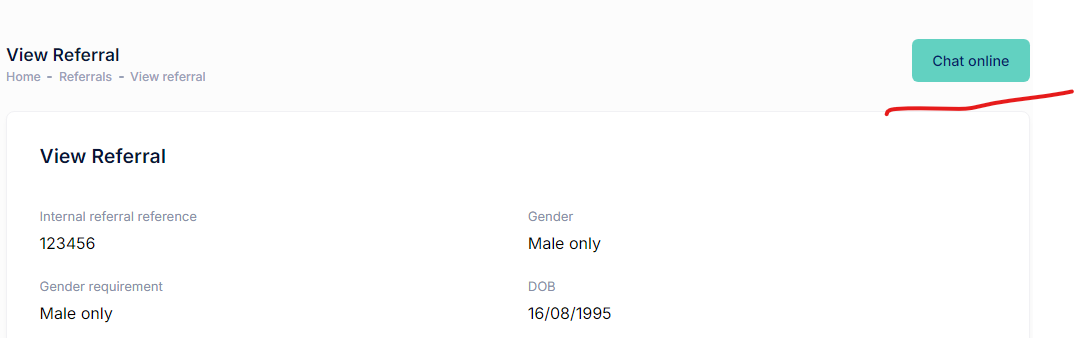 View Referral
Home - Referrals - View referral
Chat online
View Referral
Internal referral reference
123456
Gender
Male only
Gender requirement
Male only
DOB
16/08/1995